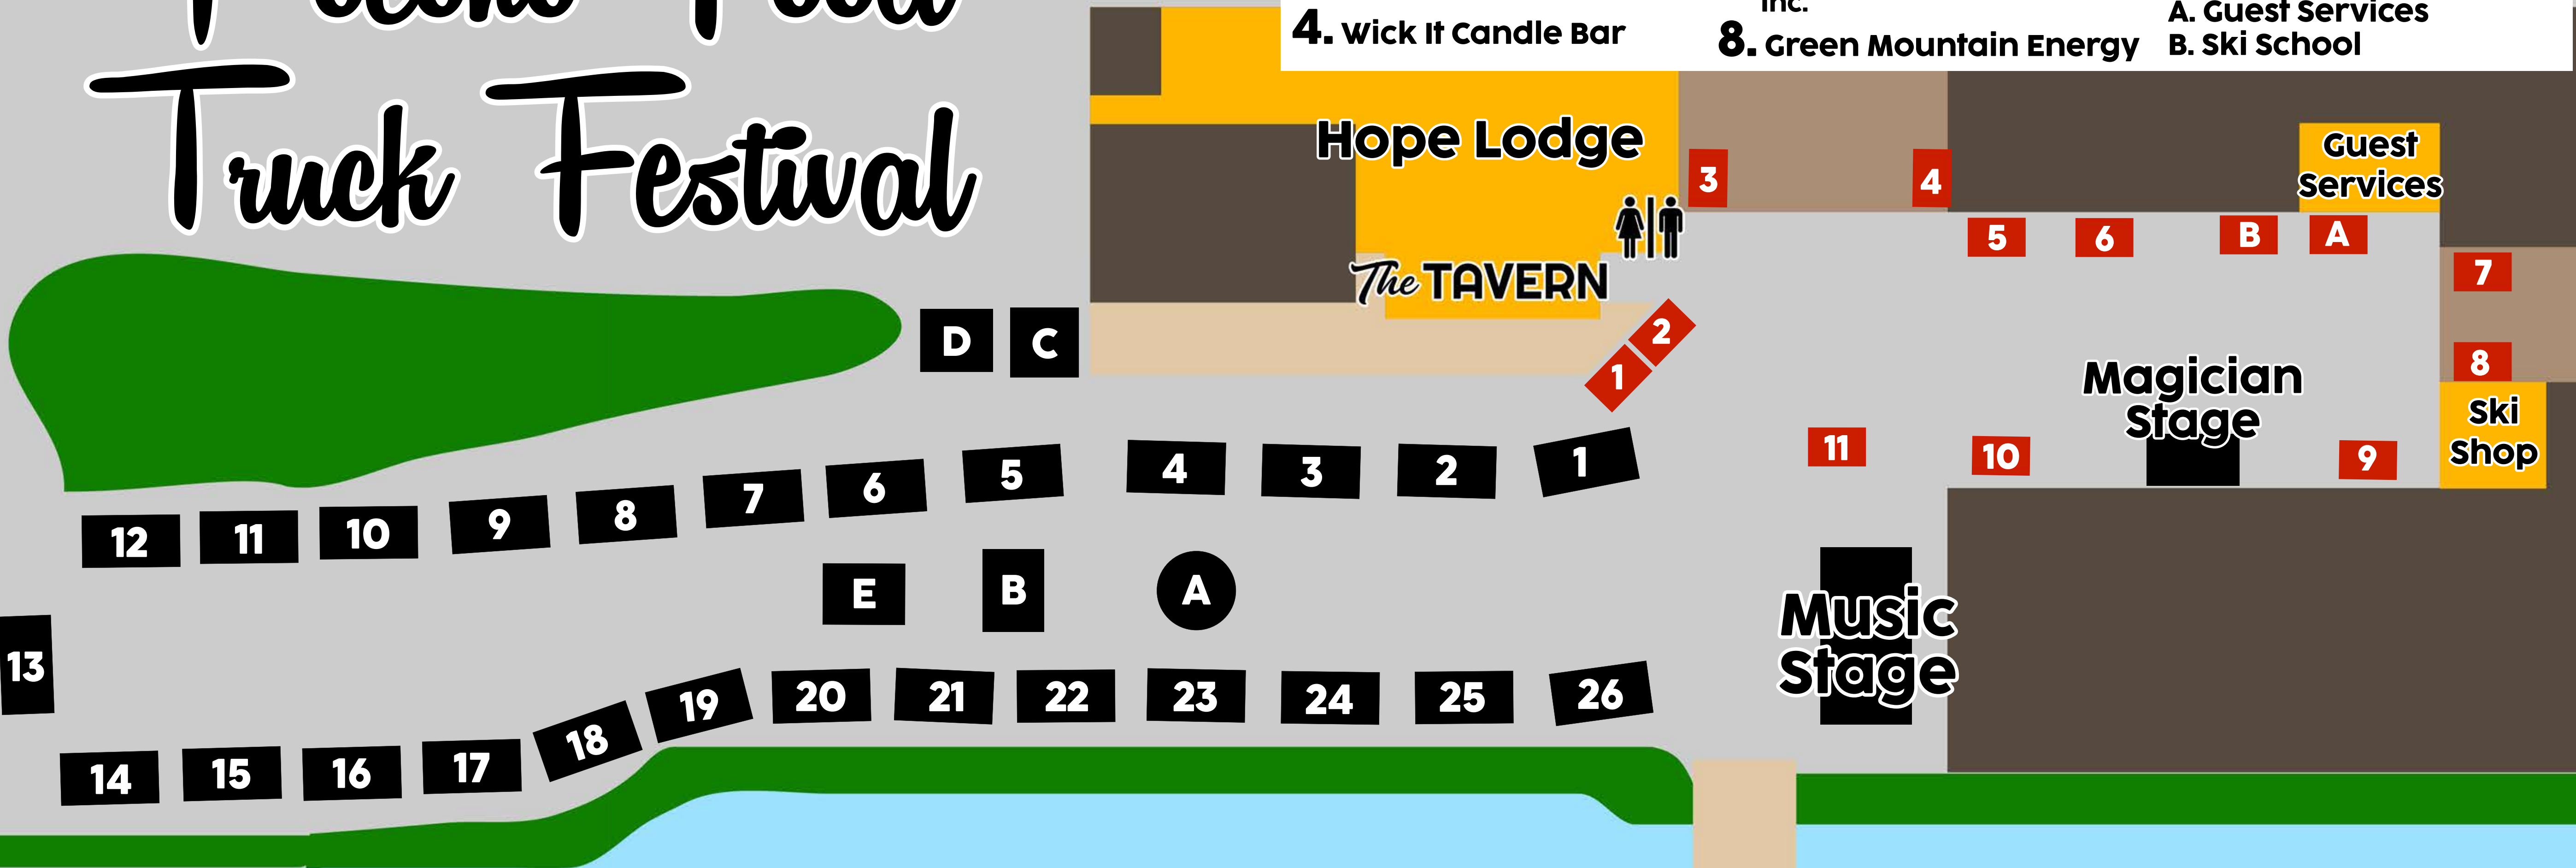 Pocono Food
Truck Festival
Inc.
4. Wick It Candle Bar
8. Green Mountain Energy
A. Guest Services
B. Ski School
Hope Lodge
The TAVERN
3
4
Guest
Services
5
6
B
A
7
8
2
1
D
C
Magician
Stage
Ski
Shop
11
10
9
12
11
10
9
8
7
6
5
4
3
2
1
E
B
A
13
Music
Stage
14
15
16
17
18
19
20
21
22
23
24
25
26